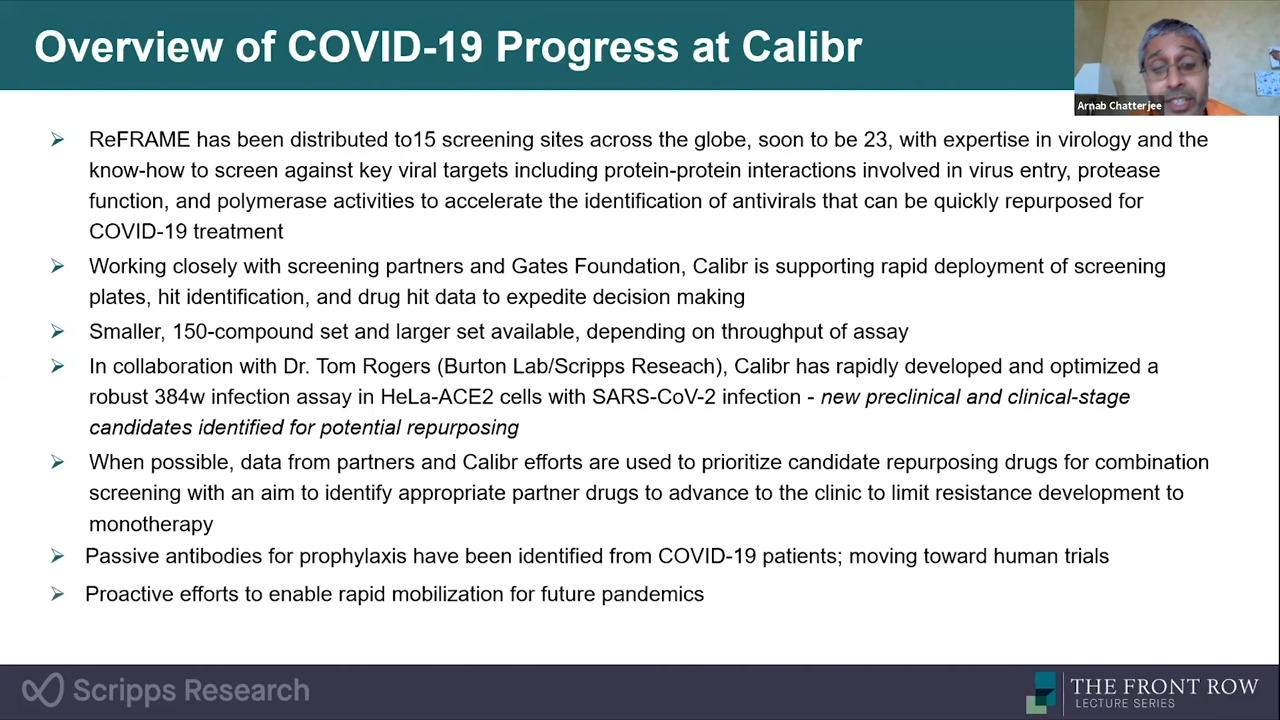 Overview of COVID-19 Progress at Calibr
Arnab Chatterjee
ReFRAME has been distributed to15 screening sites across the globe, soon to be 23, with expertise in virology and the
know-how to screen against key viral targets including protein-protein interactions involved in virus entry, protease
function, and polymerase activities to accelerate the identification of antivirals that can be quickly repurposed for
COVID-19 treatment
Working closely with screening partners and Gates Foundation, Calibr is supporting rapid deployment of screening
plates, hit identification, and drug hit data to expedite decision making
Smaller, 150-compound set and larger set available, depending on throughput of assay
In collaboration with Dr. Tom Rogers (Burton Lab/Scripps Reseach), Calibr has rapidly developed and optimized a
robust 384w infection assay in HeLa-ACE2 cells with SARS-CoV-2 infection - new preclinical and clinical-stage
candidates identified for potential repurposing
When possible, data from partners and Calibr efforts are used to prioritize candidate repurposing drugs for combination
screening with an aim to identify appropriate partner drugs to advance to the clinic to limit resistance development to
monotherapy
Passive antibodies for prophylaxis have been identified from COVID-19 patients; moving toward human trials
Proactive efforts to enable rapid mobilization for future pandemics
Scripps Research
THE FRONT ROW
LECTURE SERIES